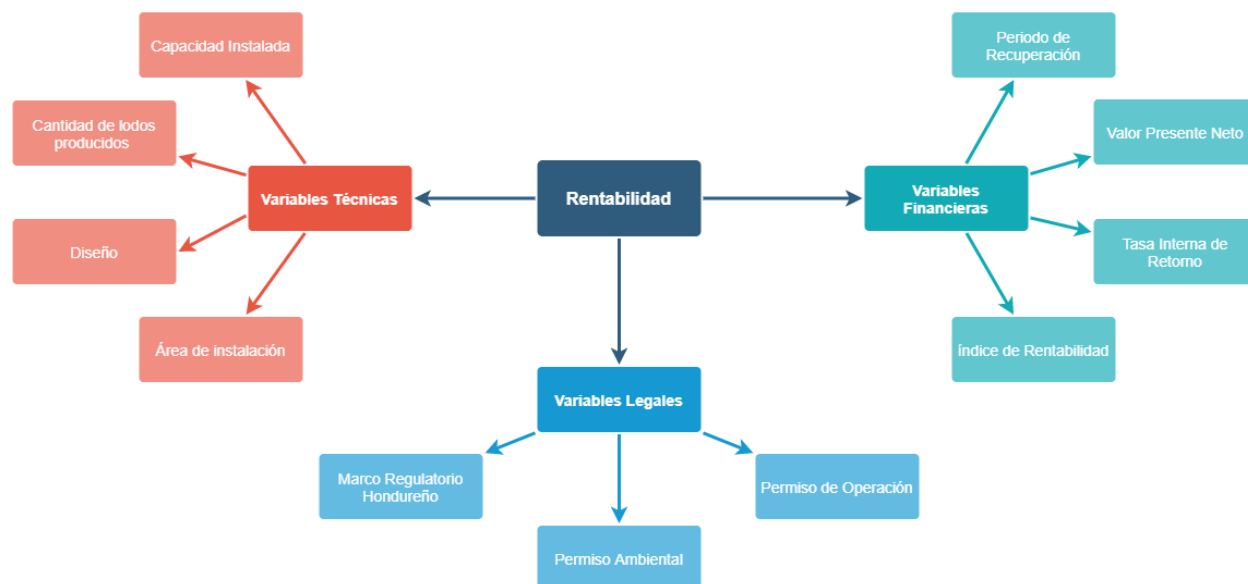 Capacidad Instalada
Cantidad de lodos
producidos
Variables Técnicas
Diseño
Área de instalación
Rentabilidad
Periodo de
Recuperación
Valor Presente Neto
Variables
Financieras
Tasa Interna de
Retorno
Índice de Rentabilidad
Variables Legales
Marco Regulatorio
Hondureño
Permiso Ambiental
Permiso de Operación